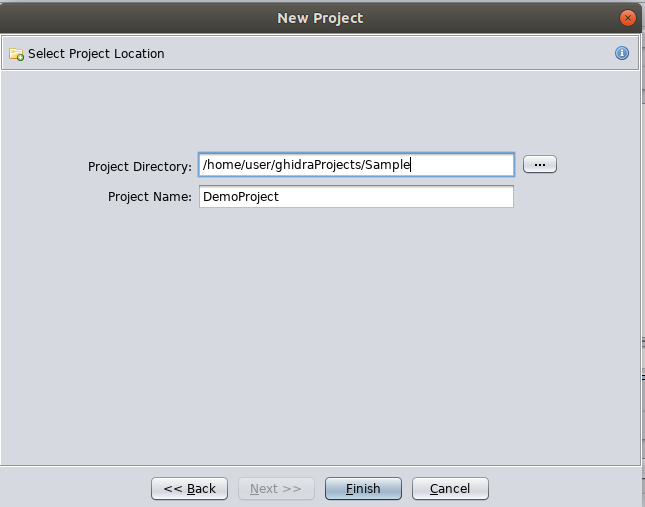 New Project
Select Project Location
Project Directory: /home/user/ghidraProjects/Sample ...
Project Name: DemoProject
<< Back Next >> Finish Cancel